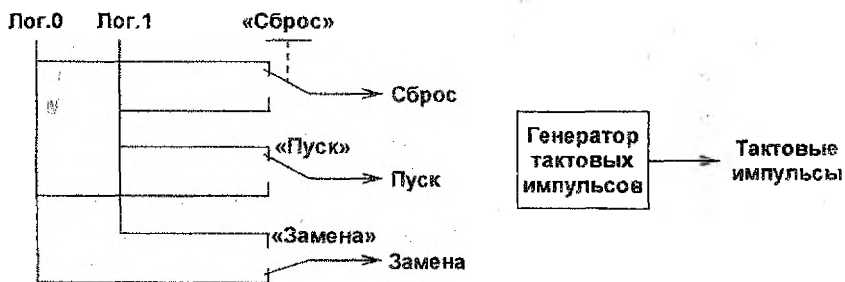 Лог.0 Лог.1 «Сброс»
Сброс
«Пуск»
Пуск
«Замена»
Замена
Генератор
тактовых
импульсов
Тактовые
импульсы